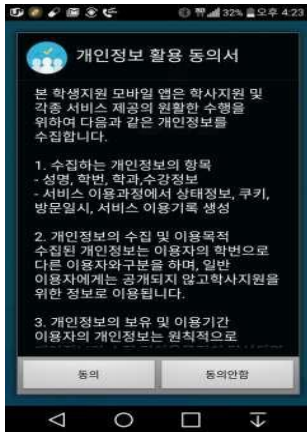 32% 오후 4:23
개인정보 활용 동의서
본 학생지원 모바일 앱은 학사지원 및
각종 서비스 제공의 원활한 수행을
위하여 다음과 같은 개인정보를
수집합니다.
1. 수집하는 개인정보의 항목
- 성명, 학번, 학과,수강정보
- 서비스 이용과정에서 상태정보, 쿠키,
방문일시, 서비스 이용기록 생성
2. 개인정보의 수집 및 이용목적
수집된 개인정보는 이용자의 학번으로
다른 이용자와구분을 하며, 일반
이용자에게는 공개되지 않고학사지원을
위한 정보로 이용됩니다.
3. 개인정보의 보유 및 이용기간
이용자의 개인정보는 원칙적으로
동의 동의안함